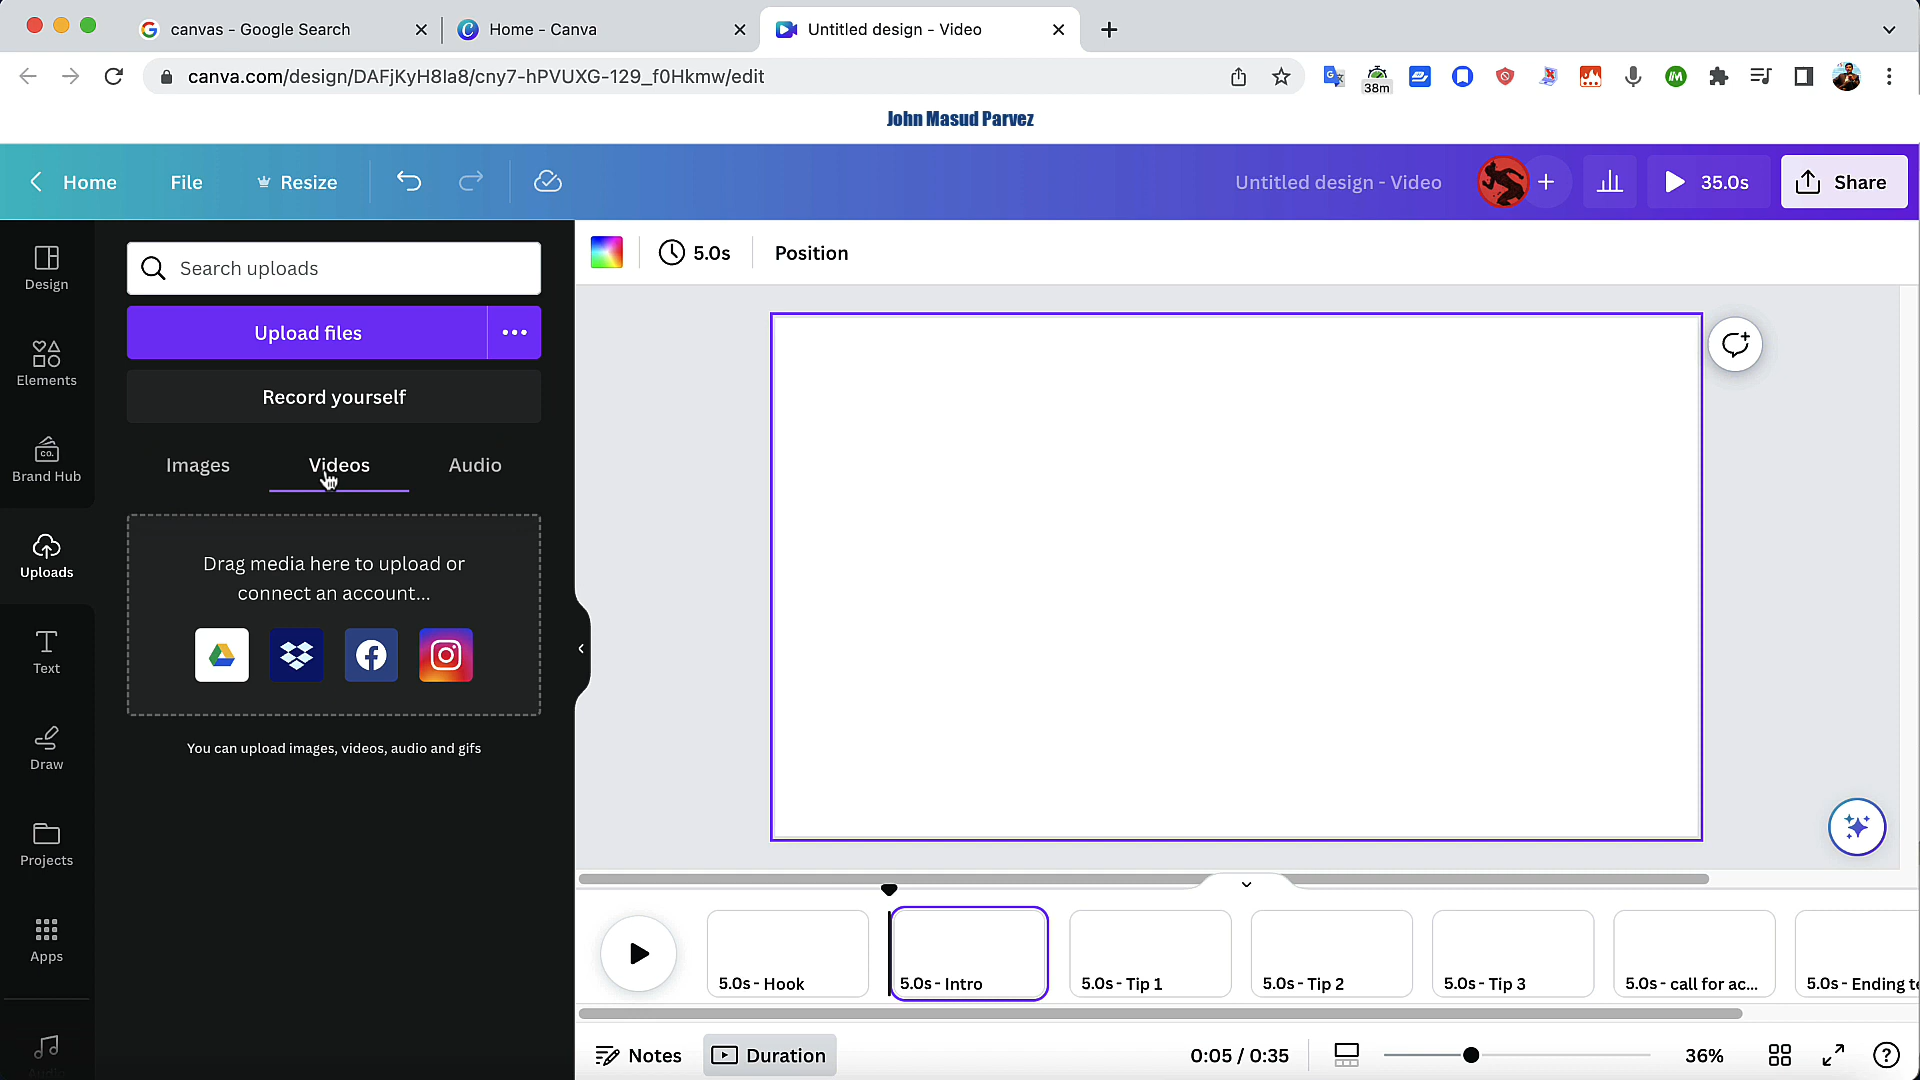 canvas - Google Search
Home - Canva
Untitled design - Video
canva.com/design/DAFjKyH8Ia8/cny7-hPVUXG-129_f0Hkmw/edit
38m
John Masud Parvez
Home
File
Resize
Untitled design - Video
35.0s
Share
Design
Elements
CO.
Brand Hub
Uploads
Text
Draw
Projects
Apps
Audio
Search uploads
Upload files
Record yourself
Images
Videos
Audio
Drag media here to upload or
connect an account...
You can upload images, videos, audio and gifs
5.0s
Position
5.0s - Hook
5.0s - Intro
5.0s - Tip 1
5.0s - Tip 2
5.0s - Tip 3
5.0s - call for ac...
5.0s - Ending te
Notes
Duration
0:05 / 0:35
36%